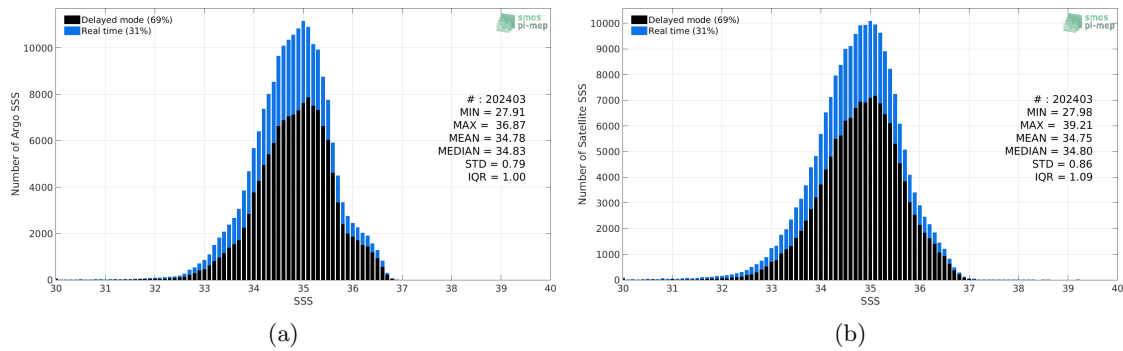 Delayed mode (69%)
Real time (31%)
smos
pi-mep
10000
8000
6000
4000
2000
0
Number of Argo SSS
# : 202403
MIN = 27.91
MAX = 36.87
MEAN = 34.78
MEDIAN = 34.83
STD = 0.79
IQR = 1.00
30 31 32 33 34 35 36 37 38 39 40
SSS
(a)
Delayed mode (69%)
Real time (31%)
smos
pi-mep
10000
9000
8000
7000
6000
5000
4000
3000
2000
1000
0
Number of Satellite SSS
# : 202403
MIN = 27.98
MAX = 39.21
MEAN = 34.75
MEDIAN = 34.80
STD = 0.86
IQR = 1.09
30 31 32 33 34 35 36 37 38 39 40
SSS
(b)